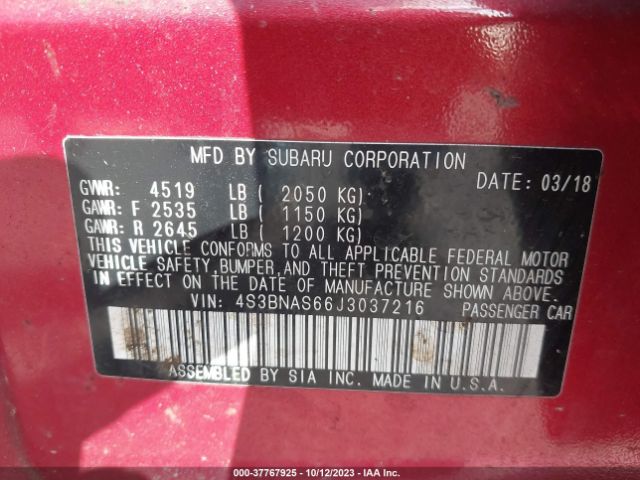 MFD BY SUBARU CORPORATION
DATE: 03/18
GVWR: 4519 LB ( 2050 KG)
GAWR: F 2535 LB ( 1150 KG)
GAWR: R 2645 LB ( 1200 KG)
THIS VEHICLE CONFORMS TO ALL APPLICABLE FEDERAL MOTOR
VEHICLE SAFETY, BUMPER, AND THEFT PREVENTION STANDARDS
IN EFFECT ON THE DATE OF MANUFACTURE SHOWN ABOVE.
VIN: 4S3BNAS66J3037216 PASSENGER CAR
ASSEMBLED BY SIA INC. MADE IN U.S.A.
000-37767925 - 10/12/2023 - IAA Inc.